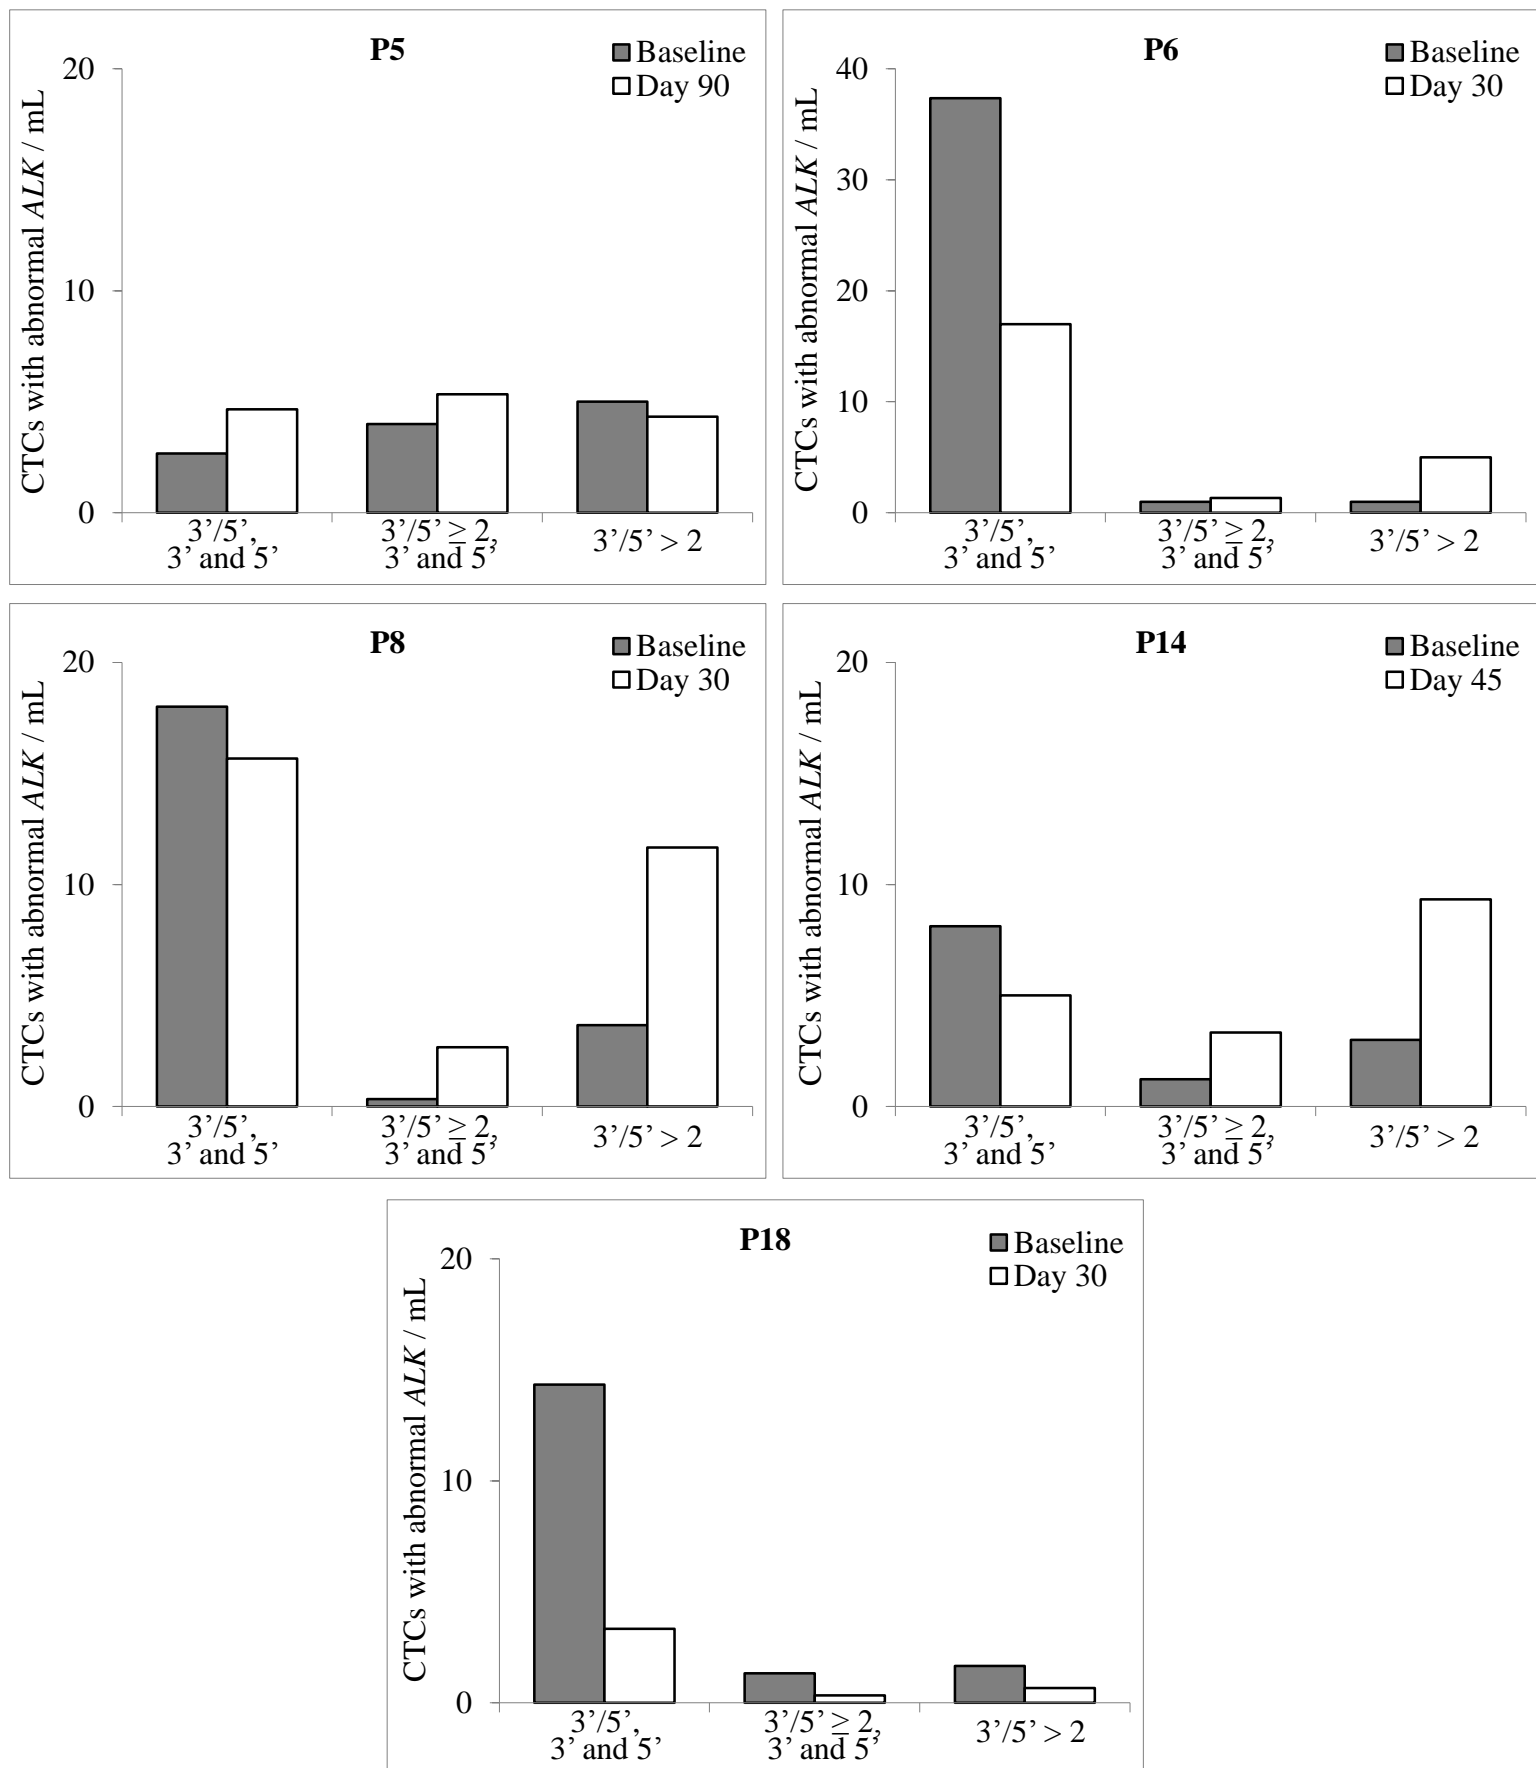 P5
Baseline
Day 90
CTCs with abnormal ALK / mL
20
10
0
3’/5’,
3’ and 5’
3’/5’ ≥ 2,
3’ and 5’
3’/5’ > 2
P6
Baseline
Day 30
CTCs with abnormal ALK / mL
40
30
20
10
0
3’/5’,
3’ and 5’
3’/5’ ≥ 2,
3’ and 5’
3’/5’ > 2
P8
Baseline
Day 30
CTCs with abnormal ALK / mL
20
10
0
3’/5’,
3’ and 5’
3’/5’ ≥ 2,
3’ and 5’
3’/5’ > 2
P14
Baseline
Day 45
CTCs with abnormal ALK / mL
20
10
0
3’/5’,
3’ and 5’
3’/5’ ≥ 2,
3’ and 5’
3’/5’ > 2
P18
Baseline
Day 30
CTCs with abnormal ALK / mL
20
10
0
3’/5’,
3’ and 5’
3’/5’ ≥ 2,
3’ and 5’
3’/5’ > 2